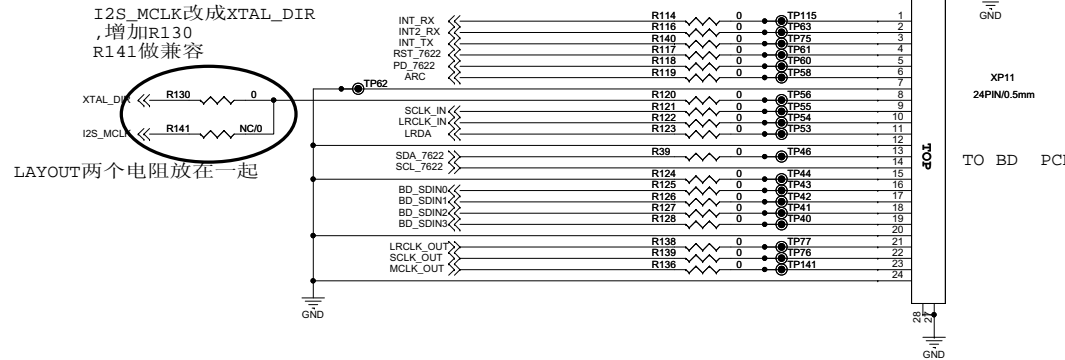 I2S_MCLK改成XTAL_DIR
,增加R130
R141做兼容
XTAL_DIR R130 0
I2S_MCLK R141 NC/0
LAYOUT两个电阻放在一起
TP62
INT_RX R114 0 TP115 1
INT2_RX R116 0 TP63 2
INT_TX R140 0 TP75 3
RST_7622 R117 0 TP61 4
PD_7622 R118 0 TP60 5
ARC R119 0 TP58 6
7
R120 0 TP56 8
SCLK_IN R121 0 TP55 9
LRCLK_IN R122 0 TP54 10
LRDA R123 0 TP53 11
12
SDA_7622 R39 0 TP46 13
SCL_7622 14
R124 0 TP44 15
BD_SDIN0 R125 0 TP43 16
BD_SDIN1 R126 0 TP42 17
BD_SDIN2 R127 0 TP41 18
BD_SDIN3 R128 0 TP40 19
20
LRCLK_OUT R138 0 TP77 21
SCLK_OUT R139 0 TP76 22
MCLK_OUT R136 0 TP141 23
24
GND
TOP
28
27
GND
GND
XP11
24PIN/0.5mm
TO BD PCB